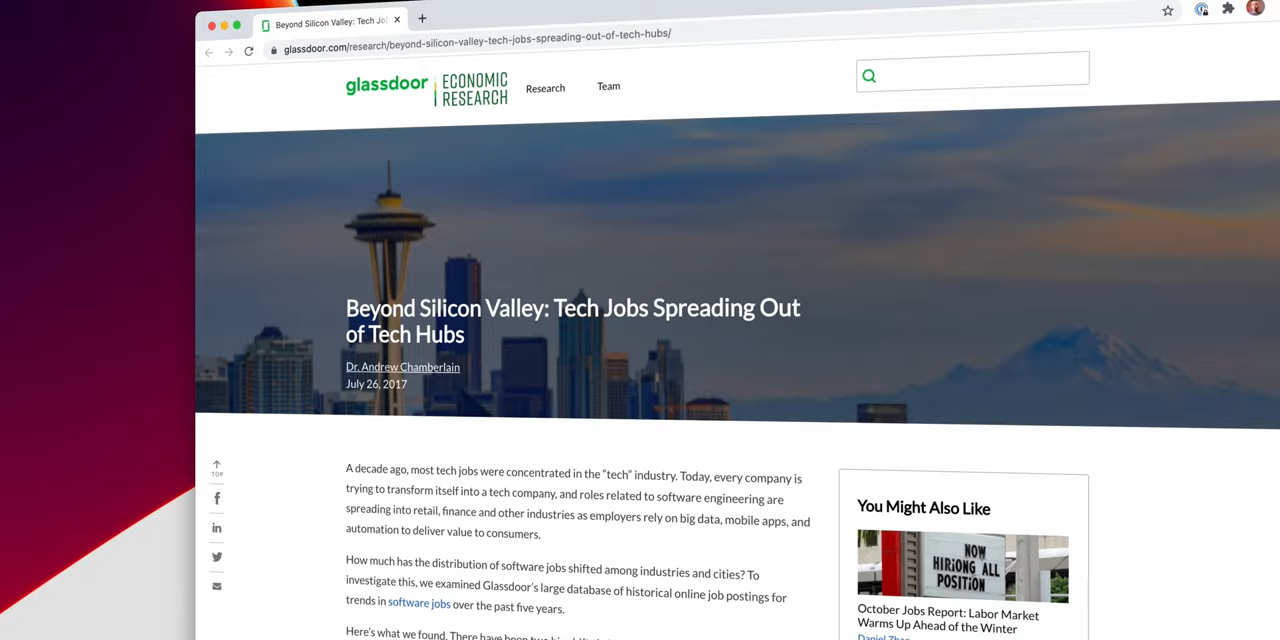 Beyond Silicon Valley: Tech Jo
glassdoor.com/research/beyond-silicon-valley-tech-jobs-spreading-out-of-tech-hubs/
glassdoor
ECONOMIC
RESEARCH
Research
Team
Beyond Silicon Valley: Tech Jobs Spreading Out
of Tech Hubs
Dr. Andrew Chamberlain
July 26, 2017
TOP
A decade ago, most tech jobs were concentrated in the “tech” industry. Today, every company is
trying to transform itself into a tech company, and roles related to software engineering are
spreading into retail, finance and other industries as employers rely on big data, mobile apps, and
automation to deliver value to consumers.
How much has the distribution of software jobs shifted among industries and cities? To
investigate this, we examined Glassdoor's large database of historical online job postings for
trends in software jobs over the past five years.
Here's what we found. There have been two
You Might Also Like
NOW
HIRIONG ALL
POSITION
October Jobs Report: Labor Market
Warms Up Ahead of the Winter
Daniel